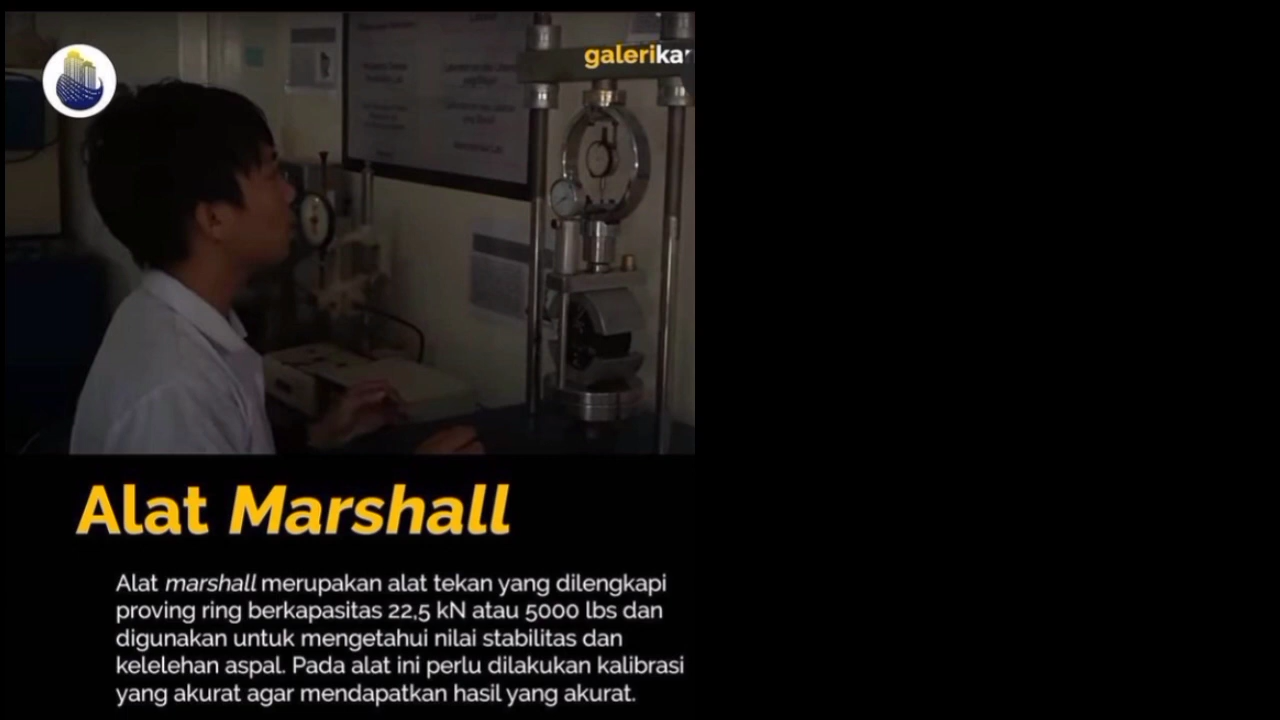 galerika
Alat Marshall
Alat marshall merupakan alat tekan yang dilengkapi
proving ring berkapasitas 22,5 kN atau 5000 lbs dan
digunakan untuk mengetahui nilai stabilitas dan
kelelehan aspal. Pada alat ini perlu dilakukan kalibrasi
yang akurat agar mendapatkan hasil yang akurat.